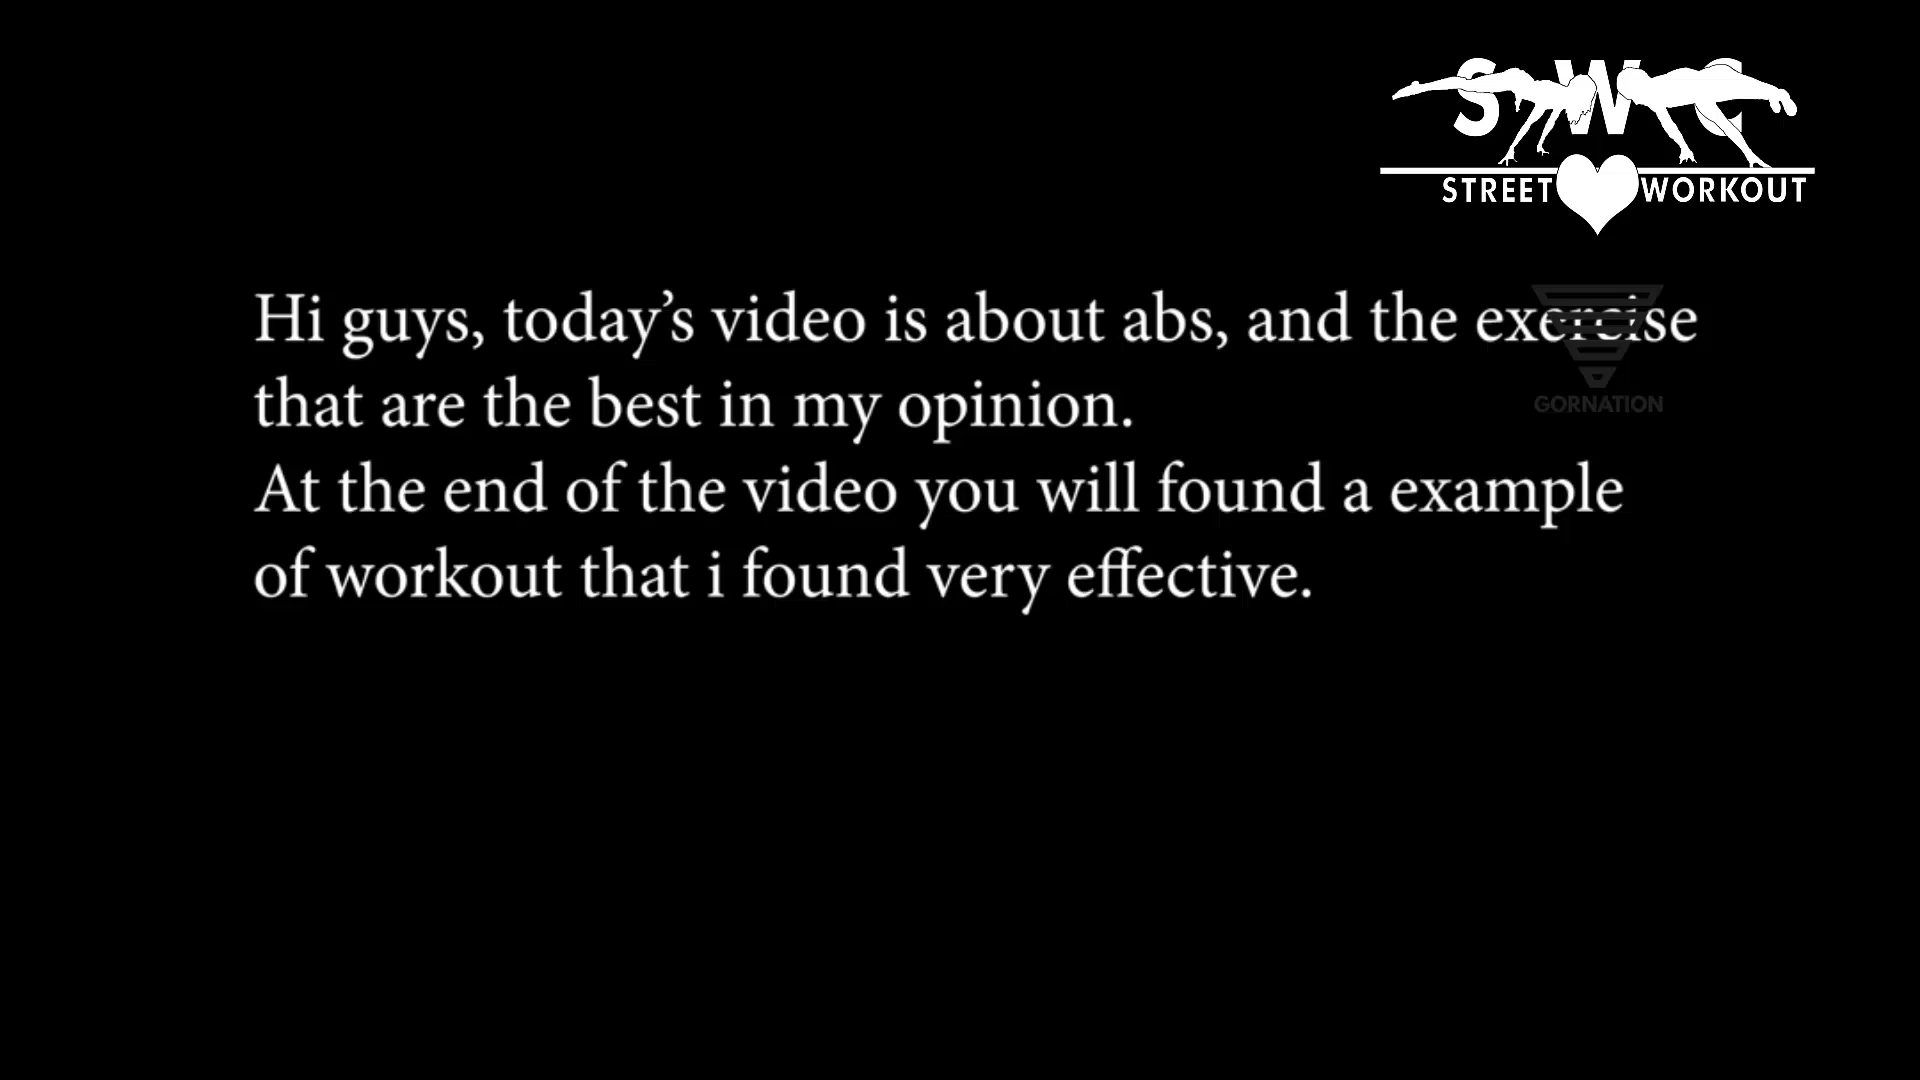 SWC
STREET WORKOUT
Hi guys, today’s video is about abs, and the exercise
that are the best in my opinion.
At the end of the video you will found a example
of workout that i found very effective.
GORNATION